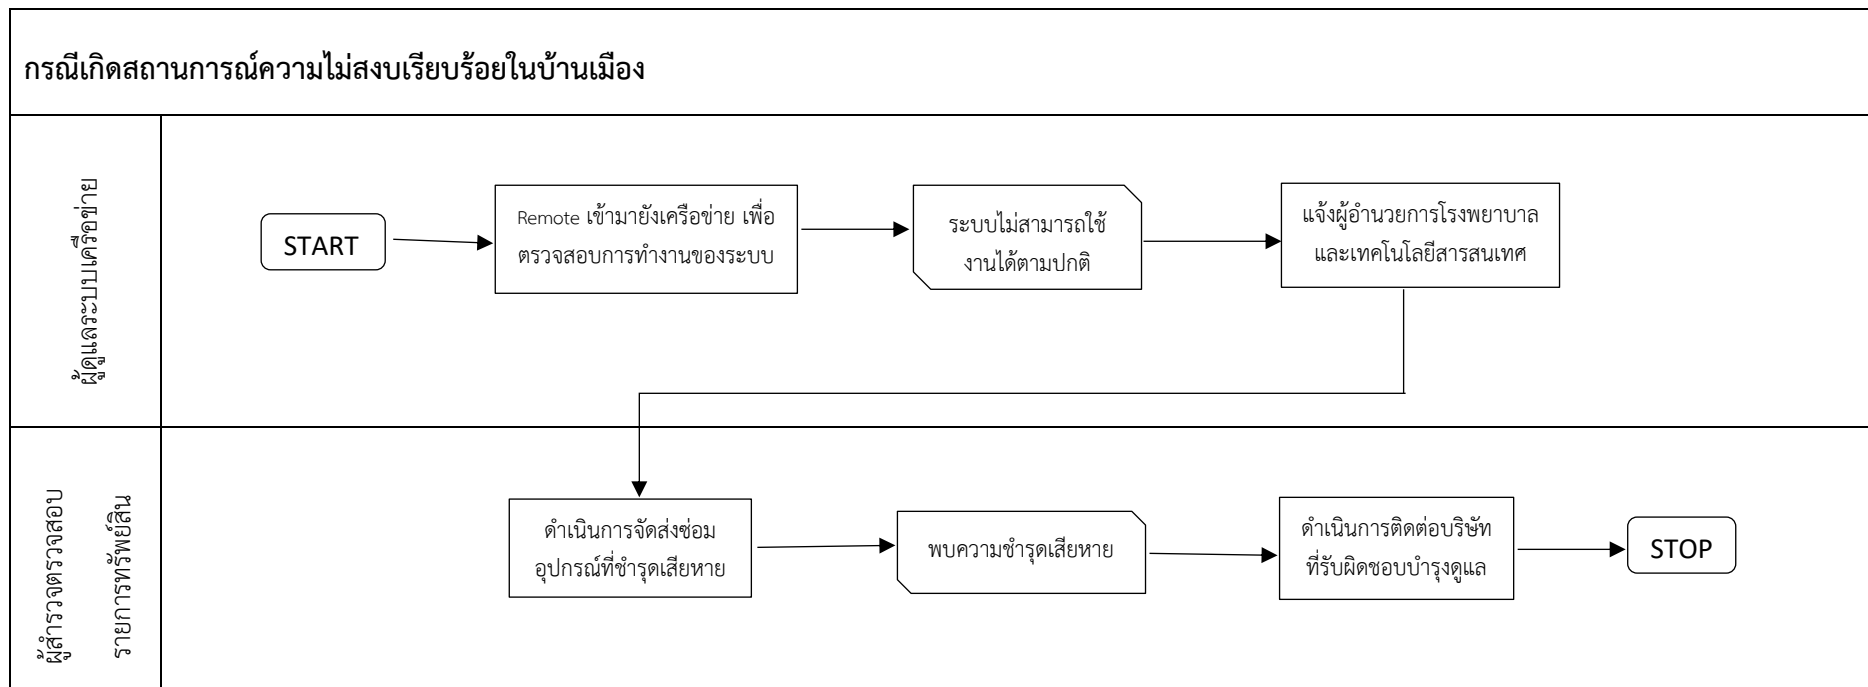 กรณีเกิดสถานการณ์ความไม่สงบเรียบร้อยในบ้านเมือง
ผู้ดูแลระบบเครือข่าย
START
Remote เข้ามายังเครือข่าย เพื่อ
ตรวจสอบการทำงานของระบบ
ระบบไม่สามารถใช้
งานได้ตามปกติ
แจ้งผู้อำนวยการโรงพยาบาล
และเทคโนโลยีสารสนเทศ
ผู้สำรวจตรวจสอบ
รายการทรัพย์สิน
ดำเนินการจัดส่งซ่อม
อุปกรณ์ที่ชำรุดเสียหาย
พบความชำรุดเสียหาย
ดำเนินการติดต่อบริษัท
ที่รับผิดชอบบำรุงดูแล
STOP